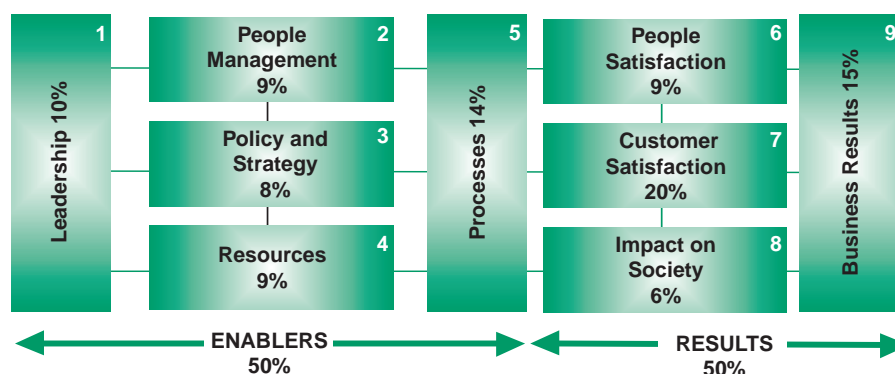 1
Leadership 10%
People
Management
9%
2
Policy and
Strategy
8%
3
Resources
9%
4
5
Processes 14%
People
Satisfaction
9%
6
Customer
Satisfaction
20%
7
Impact on
Society
6%
8
9
Business Results 15%
ENABLERS
50%
RESULTS
50%